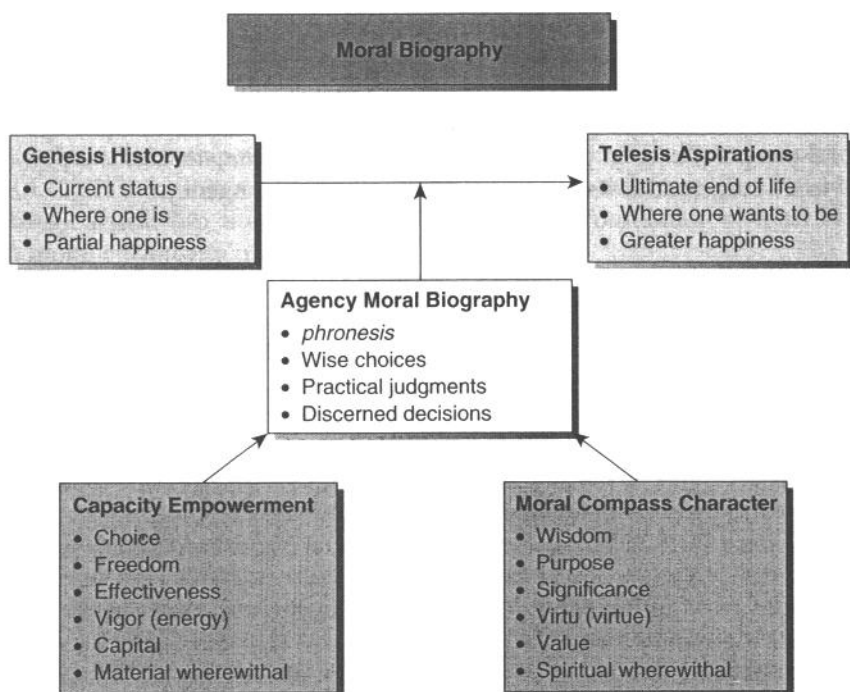 Moral Biography
Genesis History
• Current status
• Where one is
• Partial happiness
Telesis Aspirations
• Ultimate end of life
• Where one wants to be
• Greater happiness
Agency Moral Biography
• phronesis
• Wise choices
• Practical judgments
• Discerned decisions
Capacity Empowerment
• Choice
• Freedom
• Effectiveness
• Vigor (energy)
• Capital
• Material wherewithal
Moral Compass Character
• Wisdom
• Purpose
• Significance
• Virtu (virtue)
• Value
• Spiritual wherewithal